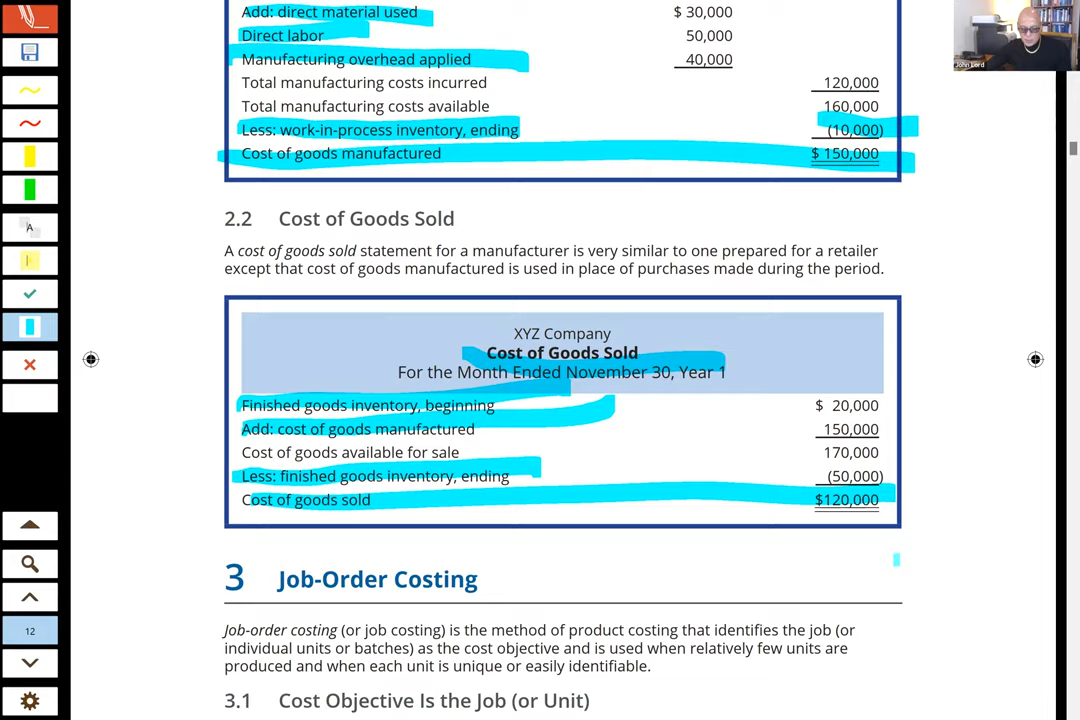 Add: direct material used $ 30,000
Direct labor 50,000
Manufacturing overhead applied 40,000
Total manufacturing costs incurred 120,000
Total manufacturing costs available 160,000
Less: work-in-process inventory, ending (10,000)
Cost of goods manufactured $ 150,000
2.2 Cost of Goods Sold
A cost of goods sold statement for a manufacturer is very similar to one prepared for a retailer
except that cost of goods manufactured is used in place of purchases made during the period.
XYZ Company
Cost of Goods Sold
For the Month Ended November 30, Year 1
Finished goods inventory, beginning $ 20,000
Add: cost of goods manufactured 150,000
Cost of goods available for sale 170,000
Less: finished goods inventory, ending (50,000)
Cost of goods sold $120,000
3 Job-Order Costing
Job-order costing (or job costing) is the method of product costing that identifies the job (or
individual units or batches) as the cost objective and is used when relatively few units are
produced and when each unit is unique or easily identifiable.
3.1 Cost Objective Is the Job (or Unit)
A
12
John Lord